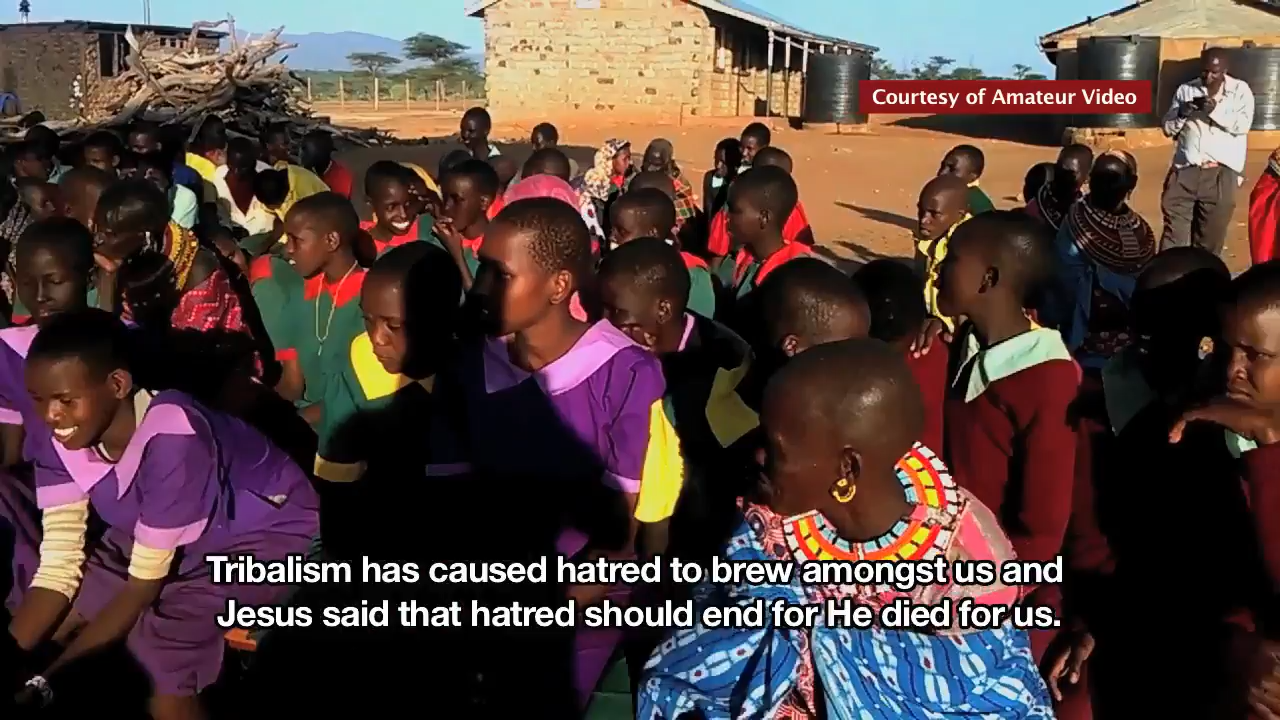 Courtesy of Amateur Video
Tribalism has caused hatred to brew amongst us and
Jesus said that hatred should end for He died for us.